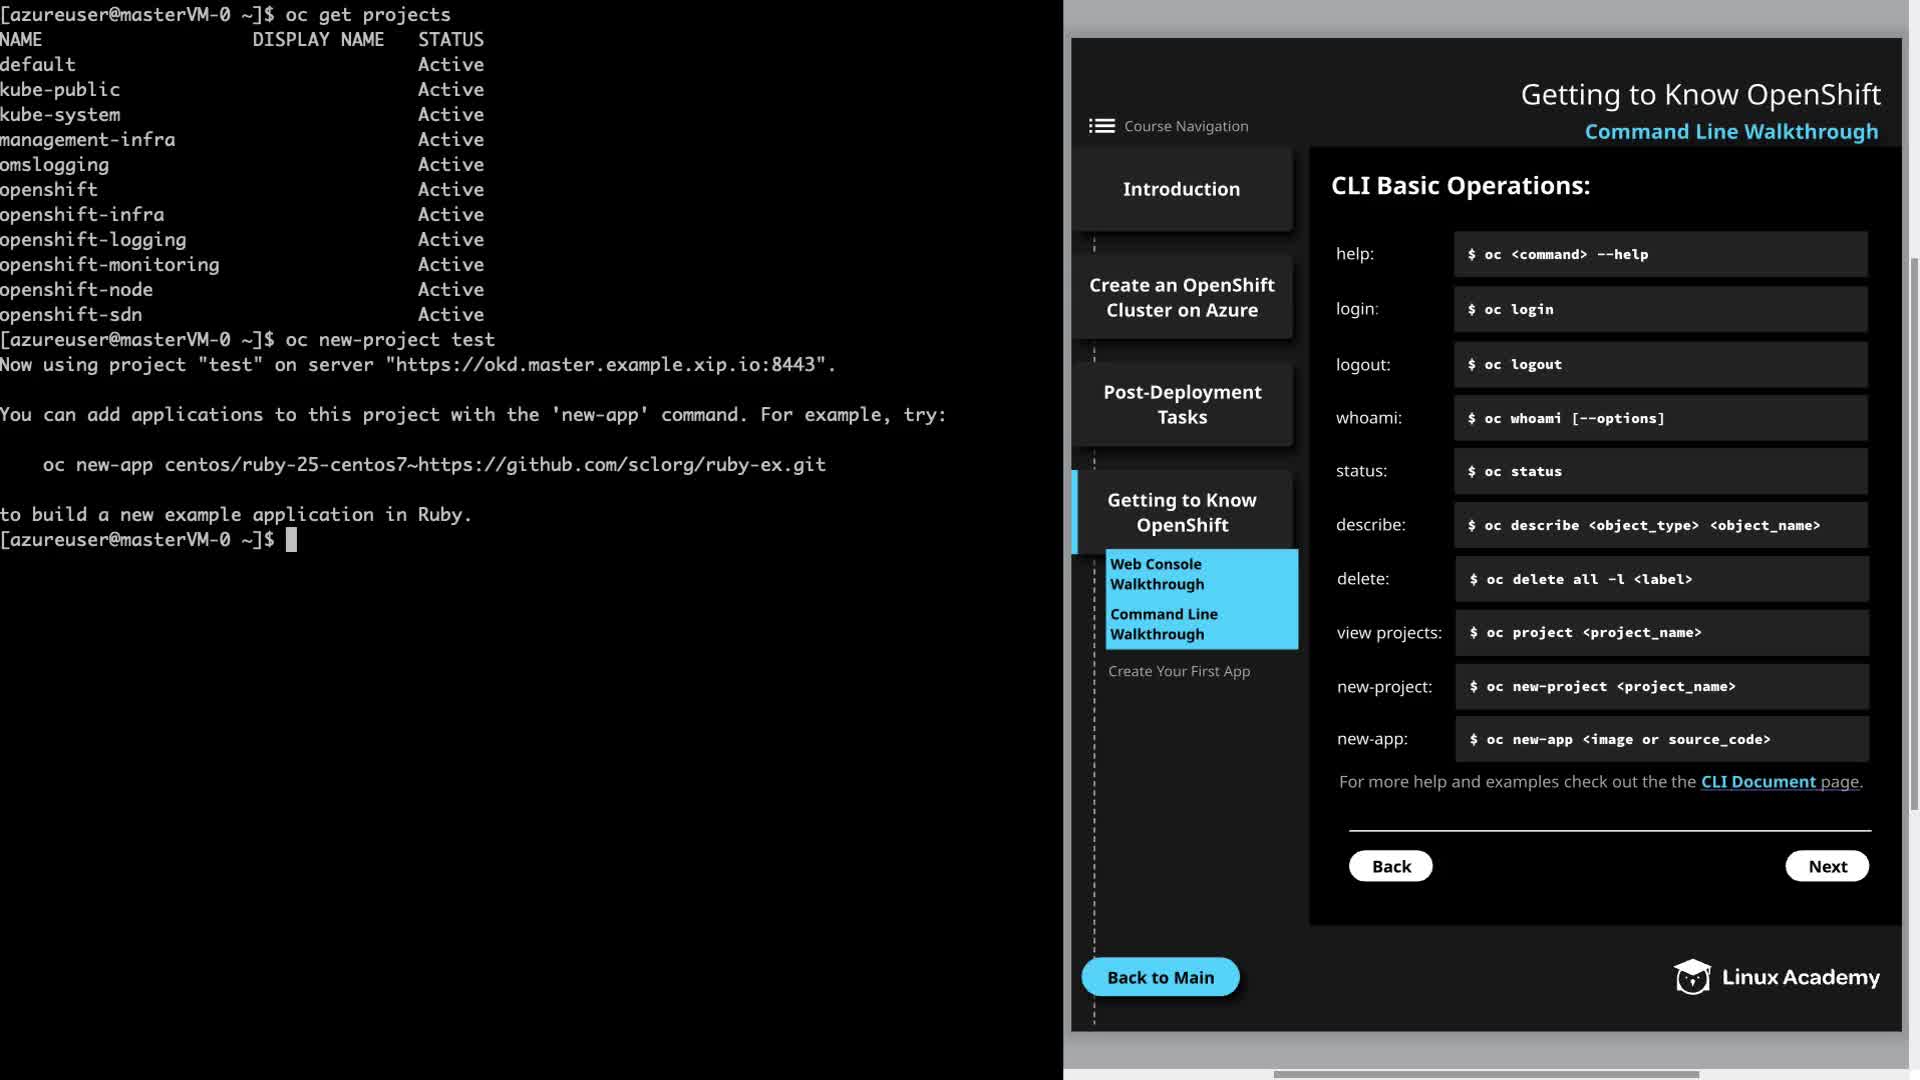 [azureuser@masterVM-0 ~]$ oc get projects
NAME                   DISPLAY NAME   STATUS
default                               Active
kube-public                           Active
kube-system                           Active
management-infra                      Active
omslogging                            Active
openshift                             Active
openshift-infra                       Active
openshift-logging                     Active
openshift-monitoring                  Active
openshift-node                        Active
openshift-sdn                         Active
[azureuser@masterVM-0 ~]$ oc new-project test
Now using project "test" on server "https://okd.master.example.xip.io:8443".
You can add applications to this project with the 'new-app' command. For example, try:
    oc new-app centos/ruby-25-centos7~https://github.com/sclorg/ruby-ex.git
to build a new example application in Ruby.
[azureuser@masterVM-0 ~]$
Getting to Know OpenShift
Command Line Walkthrough
Course Navigation
Introduction
Create an OpenShift
Cluster on Azure
Post-Deployment
Tasks
Getting to Know
OpenShift
Web Console
Walkthrough
Command Line
Walkthrough
Create Your First App
CLI Basic Operations:
help: $ oc <command> --help
login: $ oc login
logout: $ oc logout
whoami: $ oc whoami [--options]
status: $ oc status
describe: $ oc describe <object_type> <object_name>
delete: $ oc delete all -l <label>
view projects: $ oc project <project_name>
new-project: $ oc new-project <project_name>
new-app: $ oc new-app <image or source_code>
For more help and examples check out the the CLI Document page.
Back
Next
Back to Main
Linux Academy